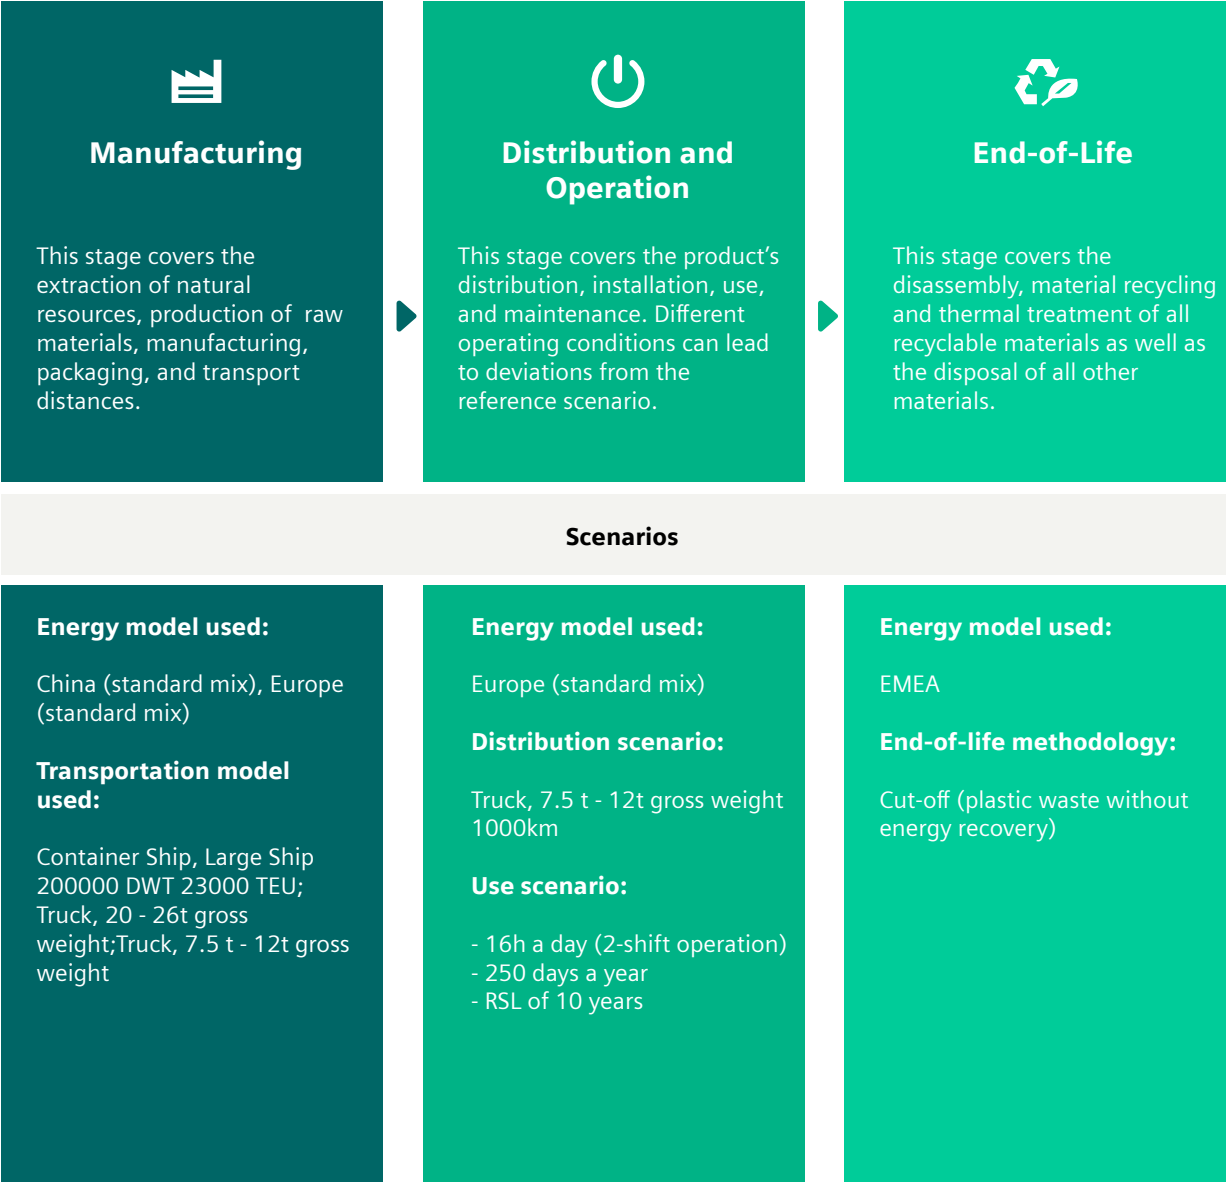 Manufacturing
This stage covers the
extraction of natural
resources, production of  raw
materials, manufacturing,
packaging, and transport
distances.
Distribution and
Operation
This stage covers the product’s
distribution, installation, use,
and maintenance. Different
operating conditions can lead
to deviations from the
reference scenario.
End-of-Life
This stage covers the
disassembly, material recycling
and thermal treatment of all
recyclable materials as well as
the disposal of all other
materials.
Scenarios
Energy model used:
China (standard mix), Europe
(standard mix)
Transportation model
used:
Container Ship, Large Ship
200000 DWT 23000 TEU;
Truck, 20 - 26t gross
weight;Truck, 7.5 t - 12t gross
weight
Energy model used:
Europe (standard mix)
Distribution scenario:
Truck, 7.5 t - 12t gross weight
1000km
Use scenario:
- 16h a day (2-shift operation)
- 250 days a year
- RSL of 10 years
Energy model used:
EMEA
End-of-life methodology:
Cut-off (plastic waste without
energy recovery)